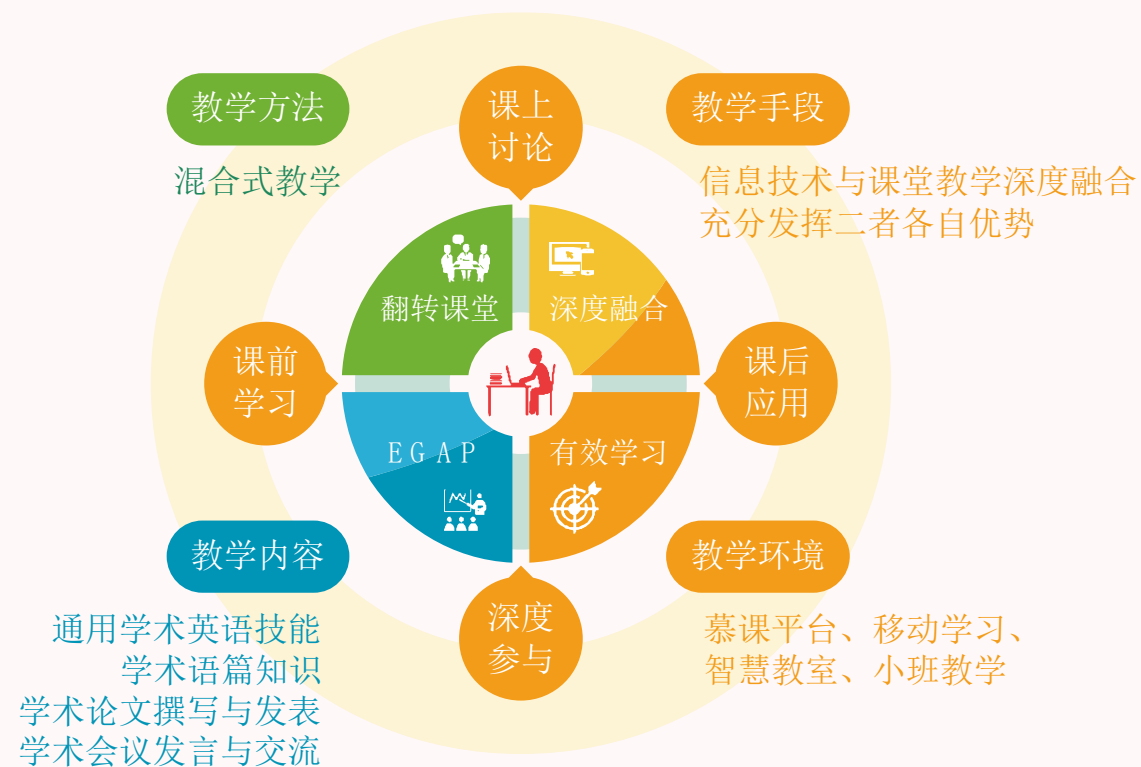 教学方法
混合式教学
课上
讨论
教学手段
信息技术与课堂教学深度融合
充分发挥二者各自优势
翻转课堂
深度融合
课前
学习
课后
应用
EGAP
有效学习
教学内容
通用学术英语技能
学术语篇知识
学术论文撰写与发表
学术会议发言与交流
深度
参与
教学环境
慕课平台、移动学习、
智慧教室、小班教学